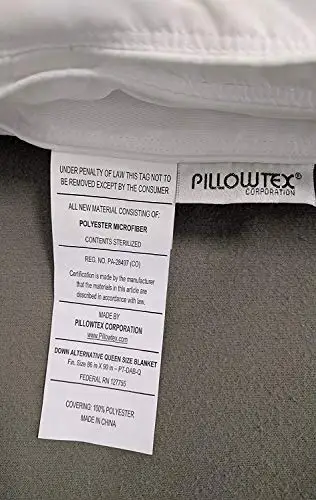 UNDER PENALTY OF LAW THIS TAG NOT TO
BE REMOVED EXCEPT BY THE CONSUMER
ALL NEW MATERIAL CONSISTING OF:
POLYESTER MICROFIBER
CONTENTS STERILIZED
REG. NO. PA-28497 (CO)
Certification is made by the manufacturer
that the materials in this article are
described in accordance with law.
MADE BY
PILLOWTEX CORPORATION
www.Pillowtex.com
DOWN ALTERNATIVE QUEEN SIZE BLANKET
Fin. Size 86 in X 90 in – PT-DAB-Q
FEDERAL RN 127755
COVERING: 100% POLYESTER
MADE IN CHINA
PILLOWTEX®
CORPORATION